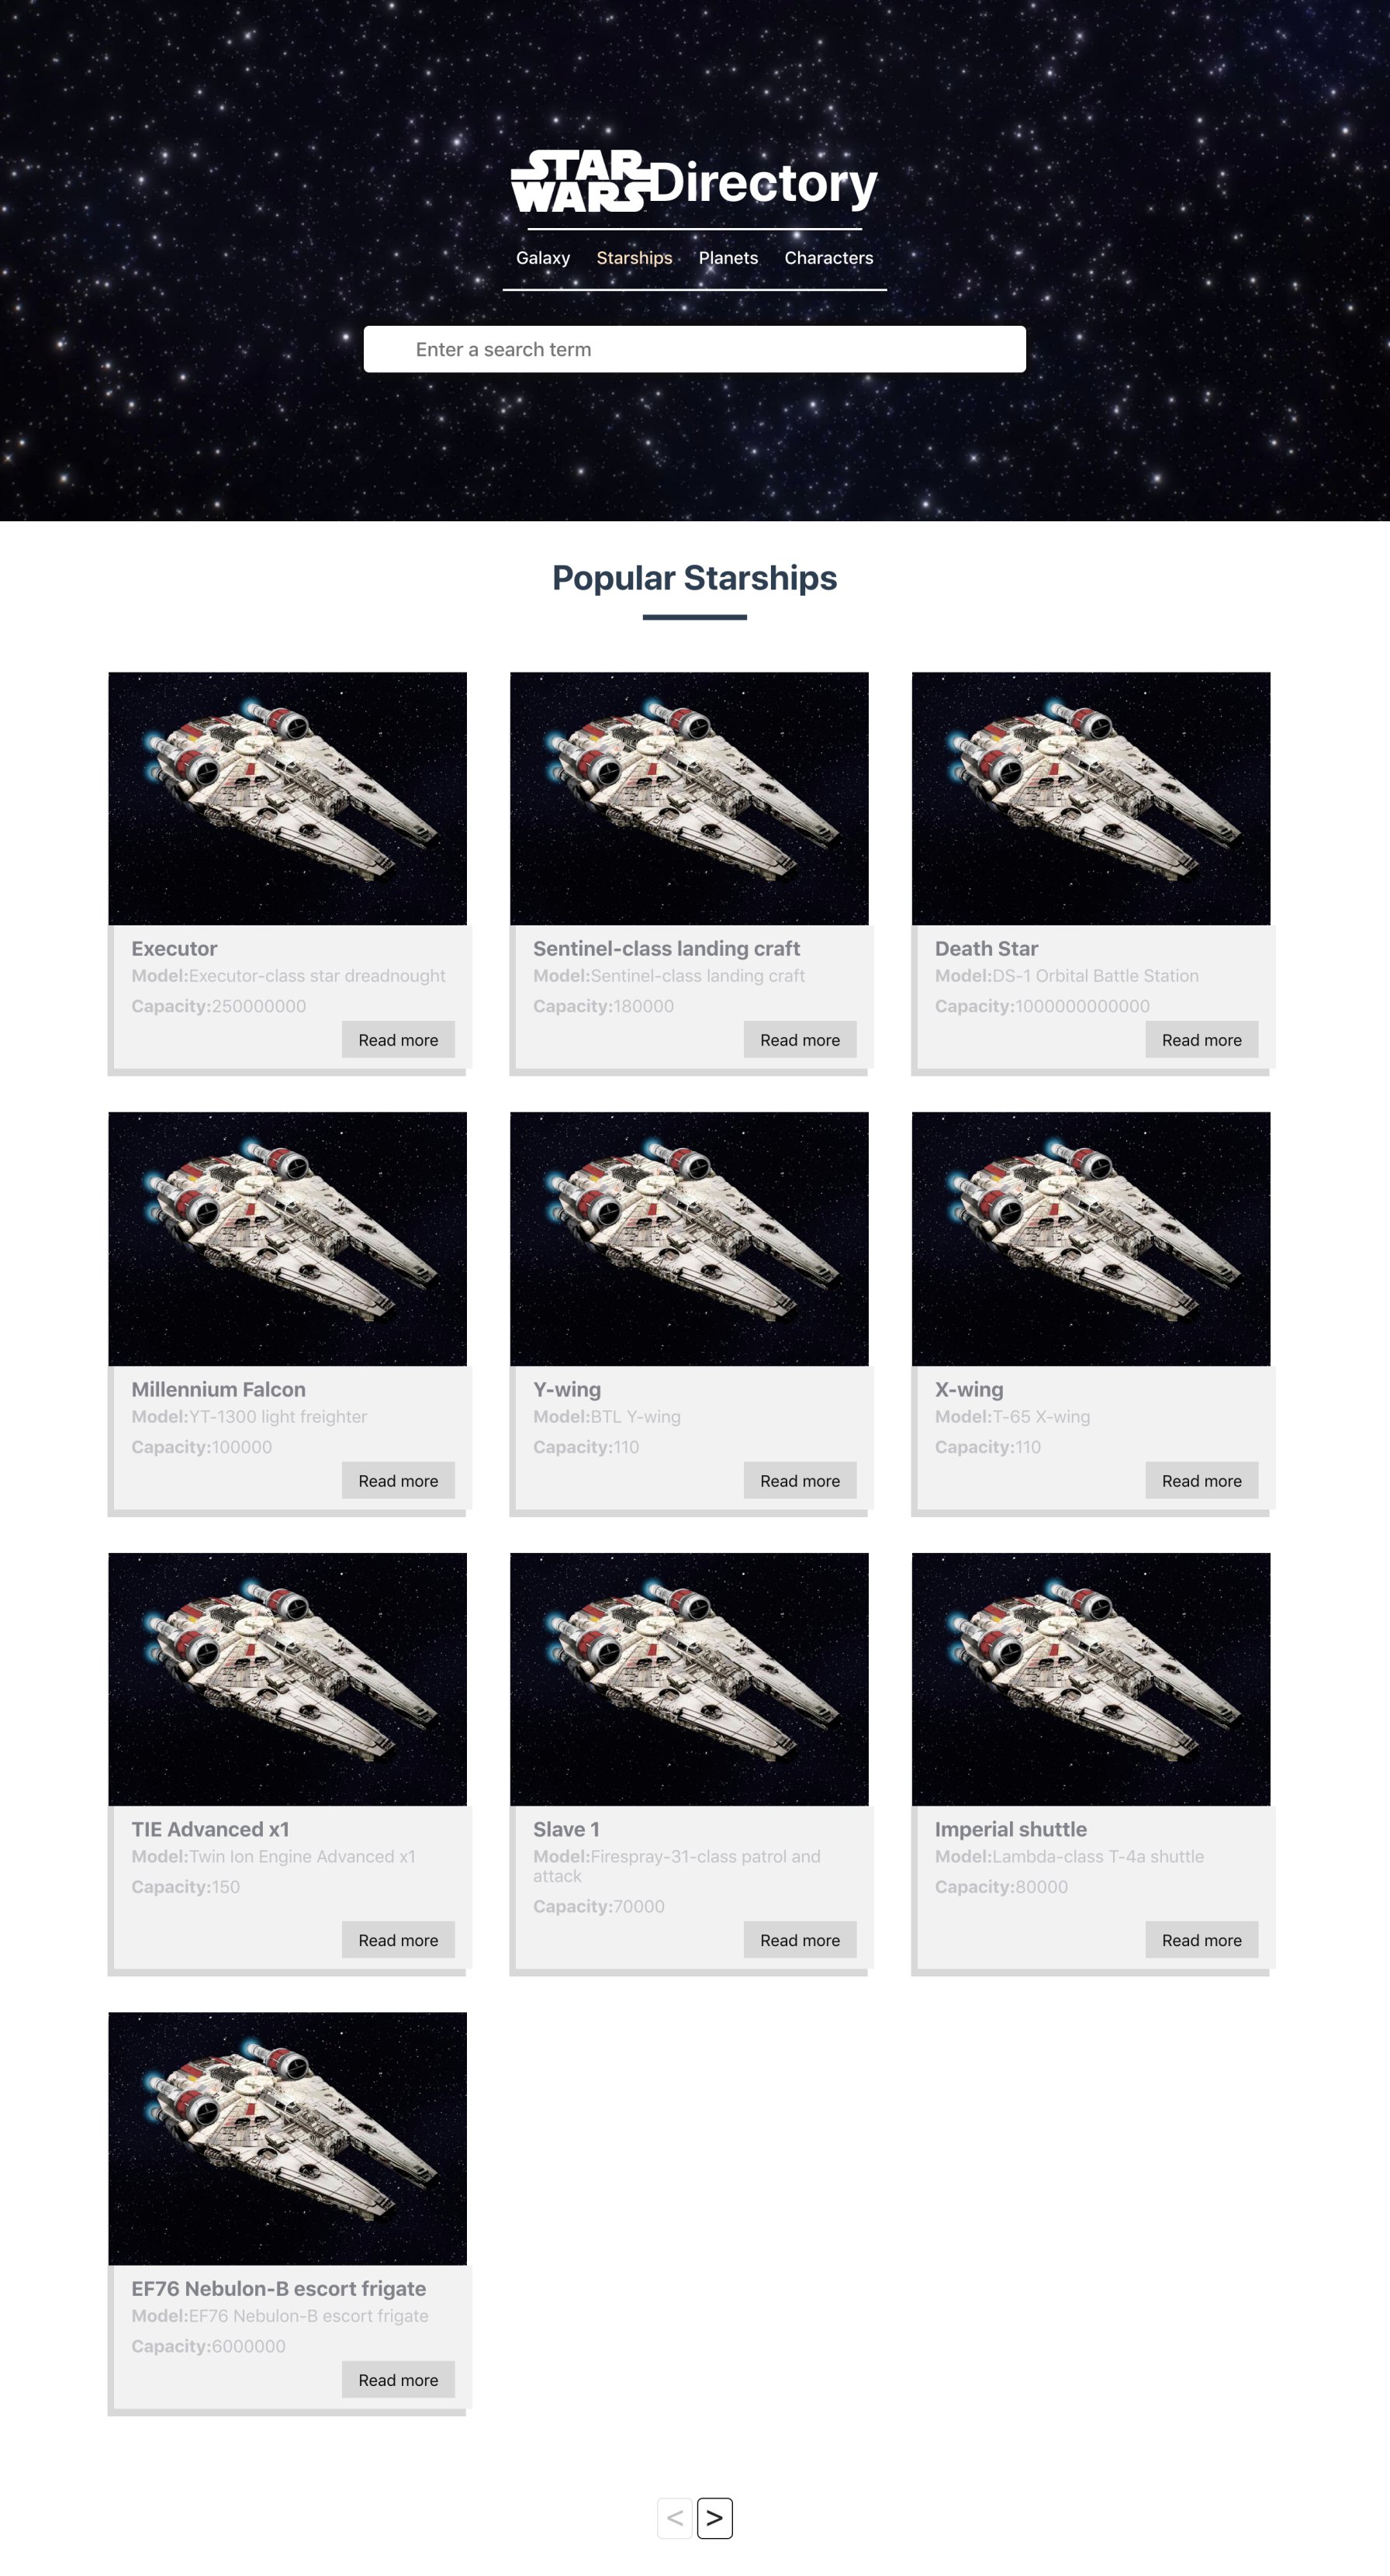 STAR
WARS Directory
Galaxy Starships Planets Characters
Enter a search term
Popular Starships
Executor
Model:Executor-class star dreadnought
Capacity:250000000
Read more
Sentinel-class landing craft
Model:Sentinel-class landing craft
Capacity:180000
Read more
Death Star
Model:DS-1 Orbital Battle Station
Capacity:1000000000000
Read more
Millennium Falcon
Model:YT-1300 light freighter
Capacity:100000
Read more
Y-wing
Model:BTL Y-wing
Capacity:110
Read more
X-wing
Model:T-65 X-wing
Capacity:110
Read more
TIE Advanced x1
Model:Twin Ion Engine Advanced x1
Capacity:150
Read more
Slave 1
Model:Firespray-31-class patrol and
attack
Capacity:70000
Read more
Imperial shuttle
Model:Lambda-class T-4a shuttle
Capacity:80000
Read more
EF76 Nebulon-B escort frigate
Model:EF76 Nebulon-B escort frigate
Capacity:6000000
Read more
< >